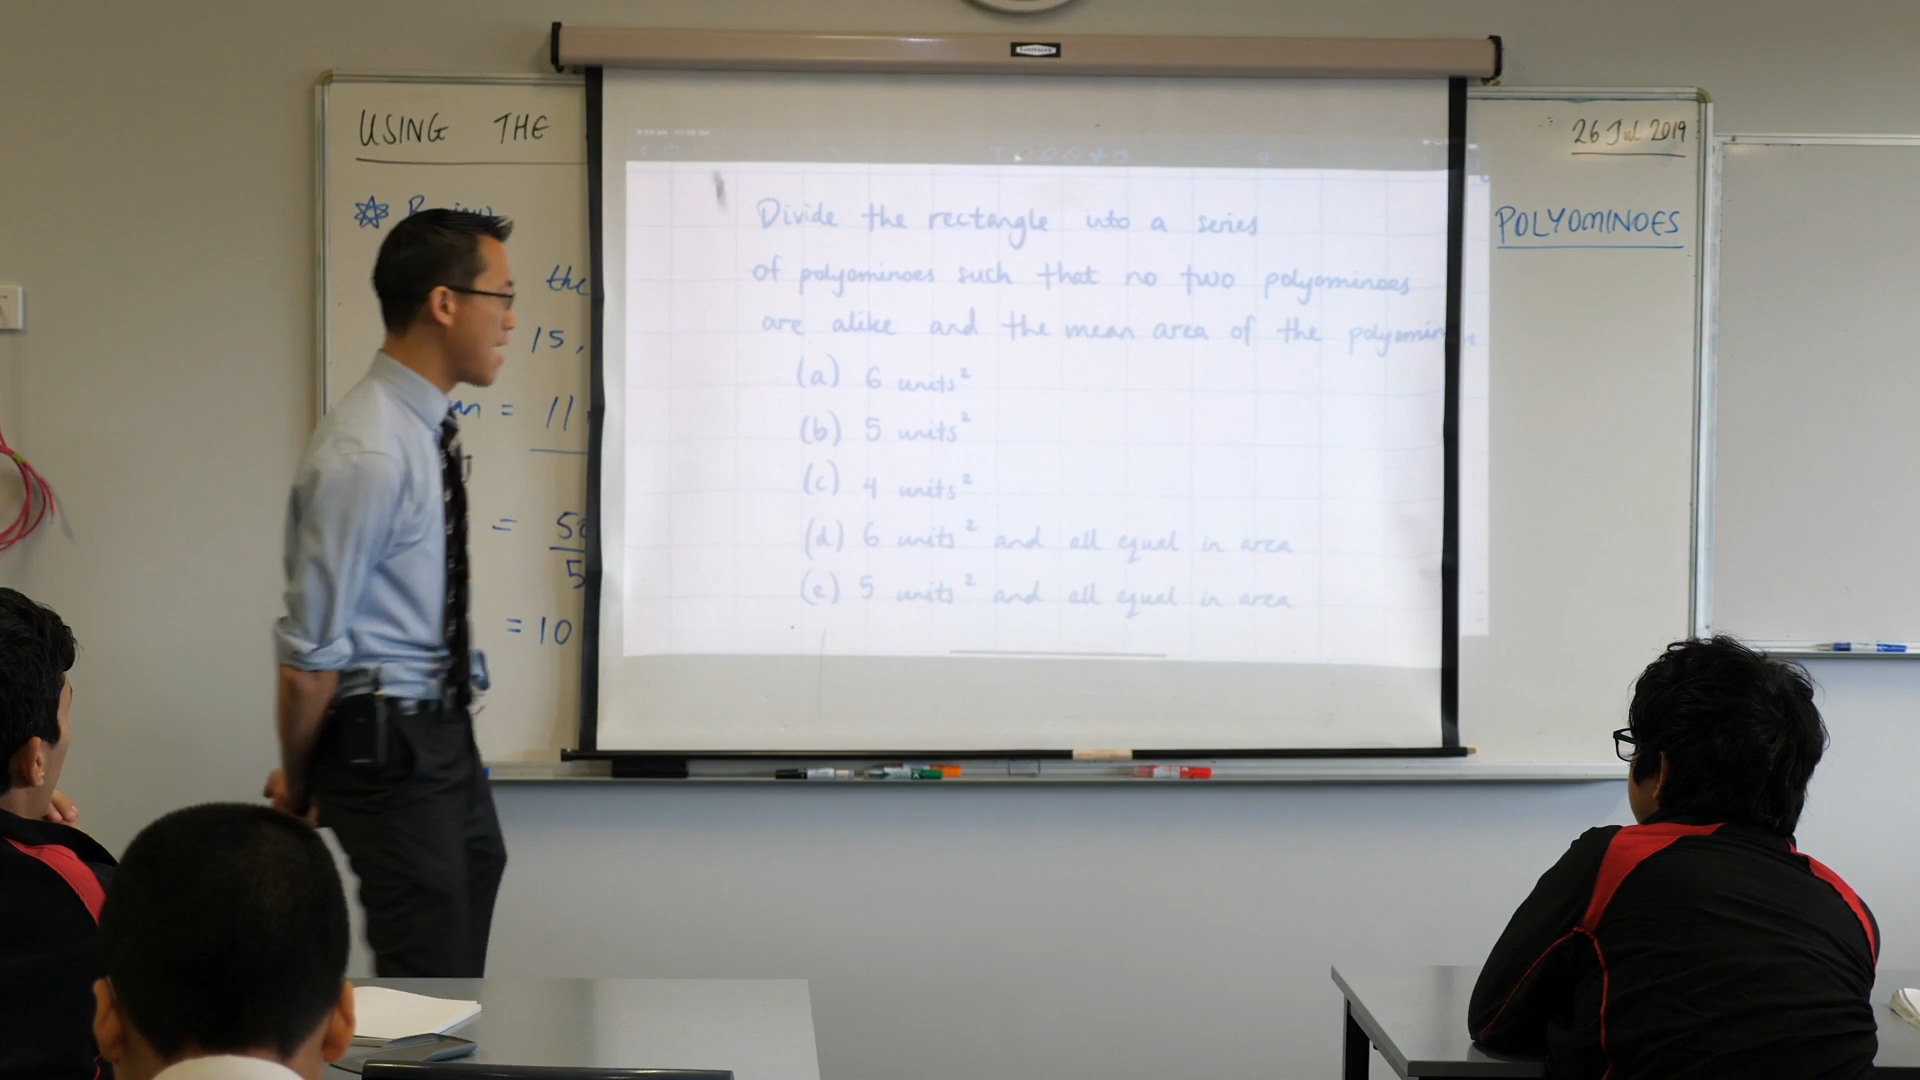 USING THE
26 Jul 2019
POLYOMINOES
the
15,
= 11
=
5
= 10
Divide the rectangle into a series
of polyominoes such that no two polyominoes
are alike and the mean area of the
(a) 6 units²
(b) 5 units²
(c) 4 units²
(d) 6 units² and all equal in area
(e) 5 units² and all equal in area